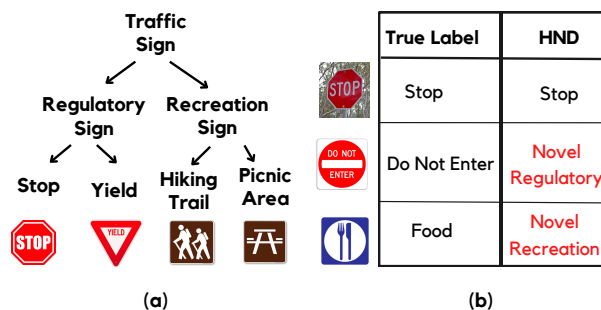 Traffic
Sign
Regulatory
Sign
Recreation
Sign
Stop
Yield
Hiking
Trail
Picnic
Area
STOP
YIELD
(a)
True Label
HND
STOP
Stop
Stop
DO NOT
ENTER
Do Not Enter
Novel
Regulatory
Food
Novel
Recreation
(b)